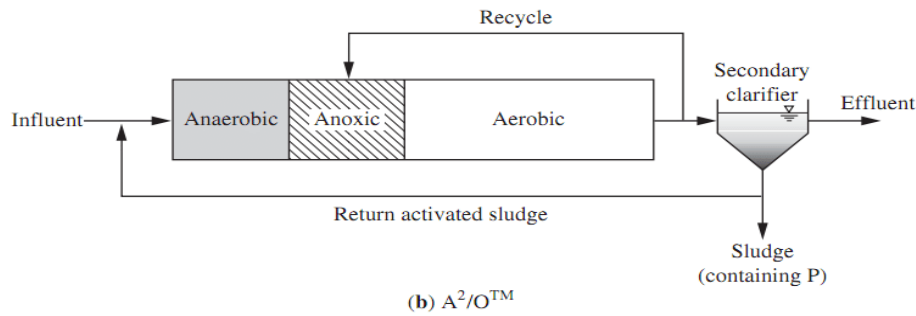 Recycle
Secondary
clarifier
Influent
Anaerobic
Anoxic
Aerobic
Effluent
Return activated sludge
Sludge
(containing P)
(b) A²/O™